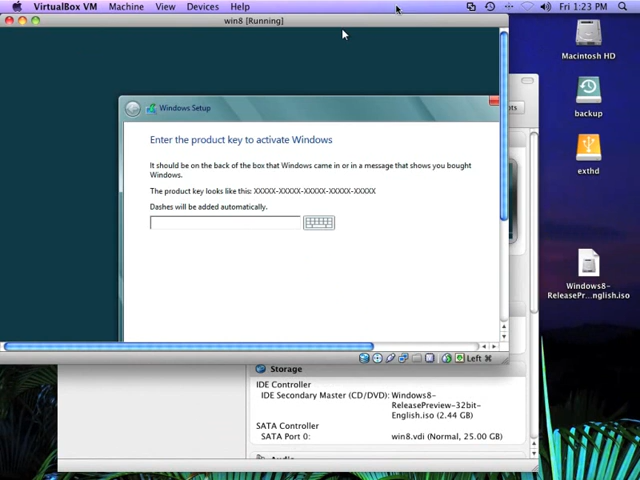 VirtualBox VM Machine View Devices Help Fri 1:23 PM
win8 [Running]
Macintosh HD
Windows Setup
backup
Enter the product key to activate Windows
It should be on the back of the box that Windows came in or in a message that shows you bought
Windows.
exthd
The product key looks like this: XXXXX-XXXXX-XXXXX-XXXXX-XXXXX
Dashes will be added automatically.
Windows8-
ReleasePr...nglish.iso
Left ⌘
Storage
IDE Controller
IDE Secondary Master (CD/DVD): Windows8-
ReleasePreview-32bit-
English.iso (2.44 GB)
SATA Controller
SATA Port 0: win8.vdi (Normal, 25.00 GB)